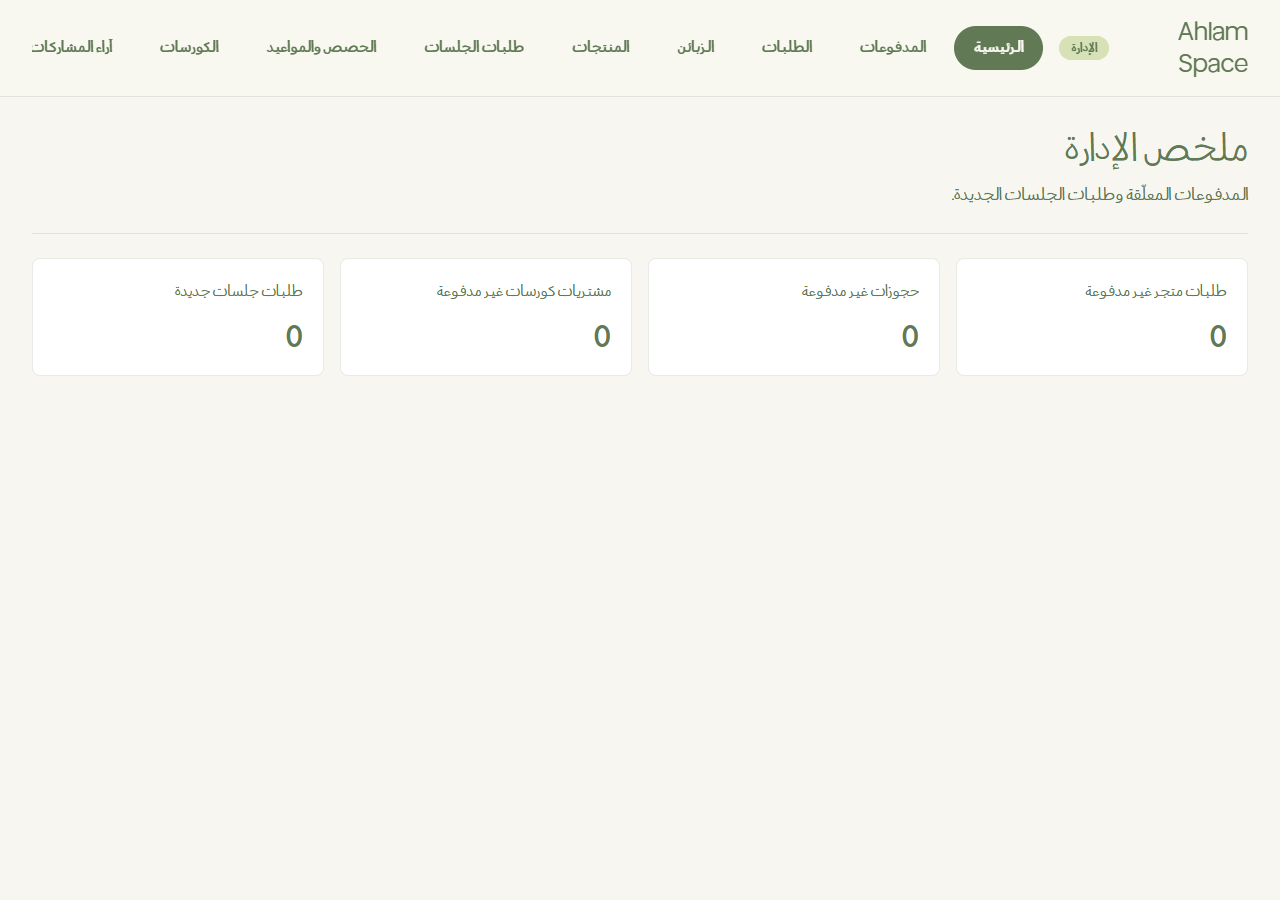 Ahlam
Space
الإدارة
الرئيسية
المدفوعات
الطلبات
الزبائن
المنتجات
طلبات الجلسات
الحصص والمواعيد
الكورسات
آراء المشاركات
ملخص الإدارة
المدفوعات المعلّقة وطلبات الجلسات الجديدة.
طلبات متجر غير مدفوعة
0
حجوزات غير مدفوعة
0
مشتريات كورسات غير مدفوعة
0
طلبات جلسات جديدة
0